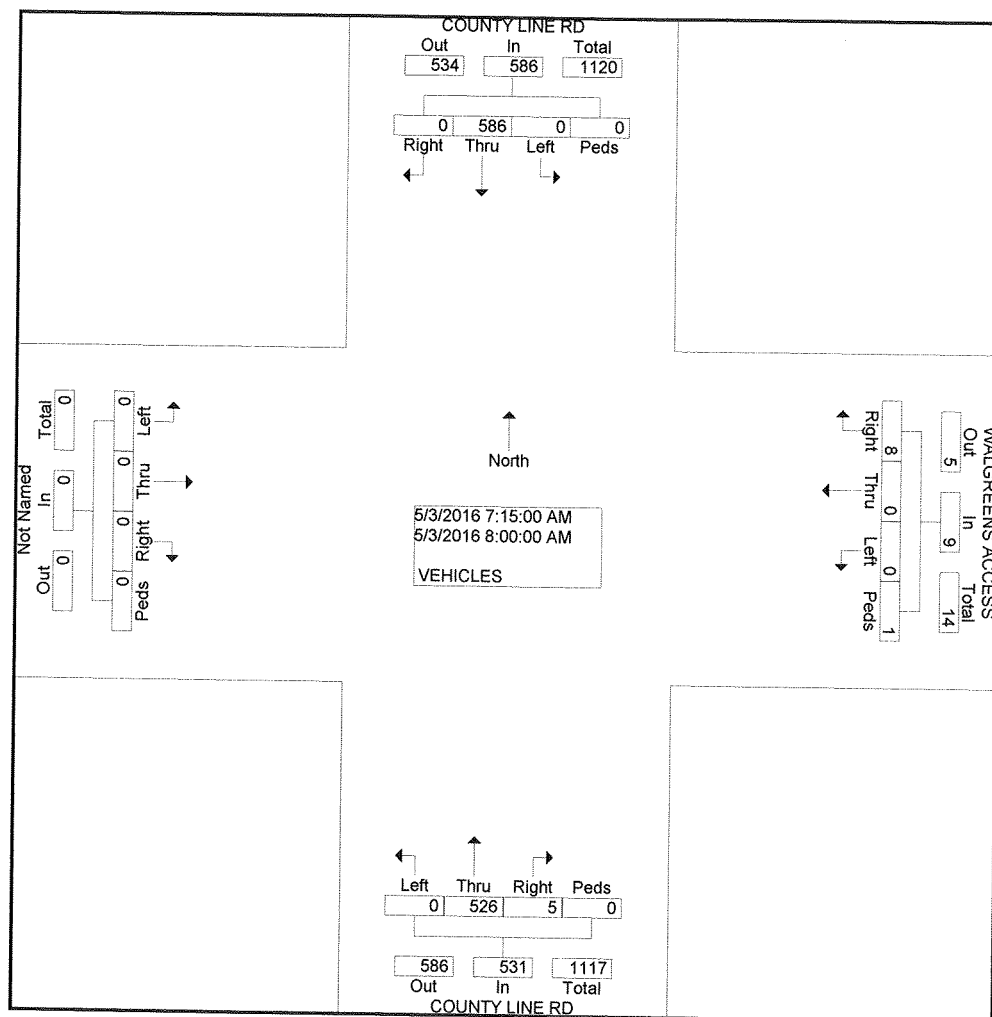 COUNTY LINE RD
Out In Total
534 586 1120
0 586 0 0
Right Thru Left Peds
Not Named
Total In Out
0 0 0
0 0 0 0
Left Thru Right Peds
North
5/3/2016 7:15:00 AM
5/3/2016 8:00:00 AM
VEHICLES
WALGREENS ACCESS
Out In Total
5 9 14
8 0 0 1
Right Thru Left Peds
Left Thru Right Peds
0 526 5 0
586 531 1117
Out In Total
COUNTY LINE RD